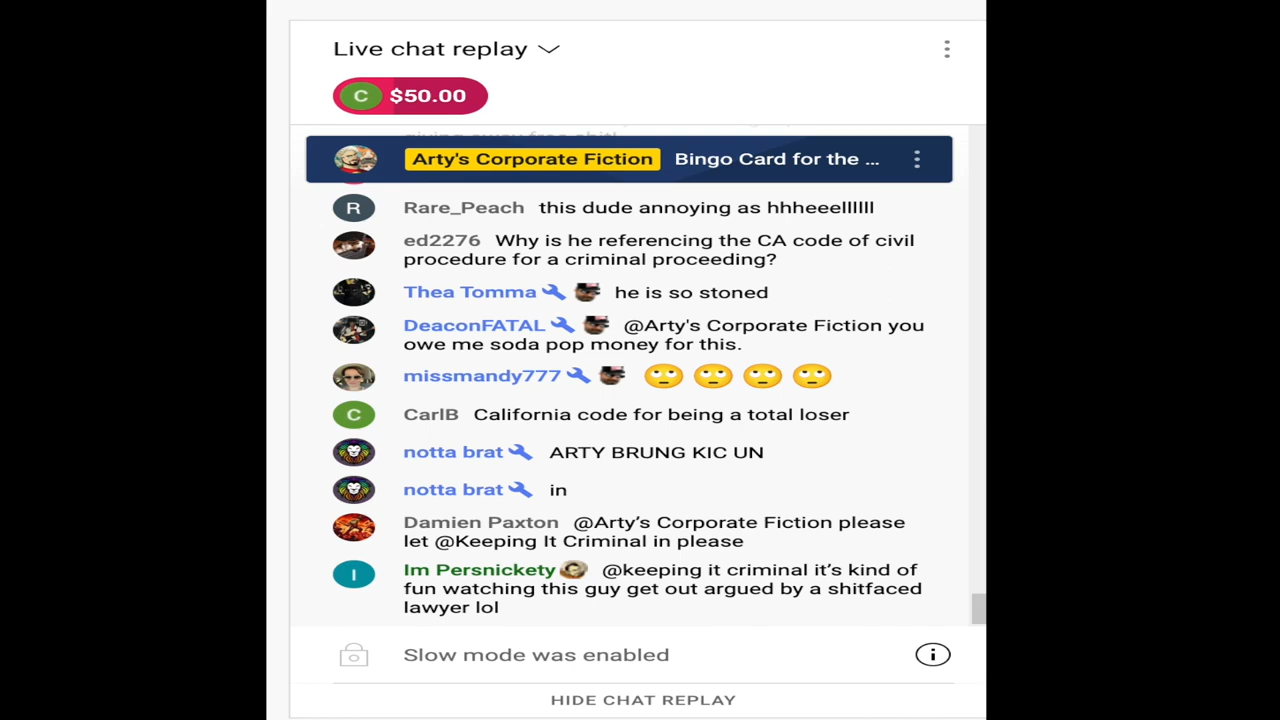 Live chat replay
C $50.00
giving away free shit!
Arty's Corporate Fiction Bingo Card for the ...
R Rare_Peach this dude annoying as hhheeellllll
ed2276 Why is he referencing the CA code of civil
procedure for a criminal proceeding?
Thea Tomma he is so stoned
DeaconFATAL @Arty's Corporate Fiction you
owe me soda pop money for this.
missmandy777 🙄 🙄 🙄 🙄
C CarlB California code for being a total loser
notta brat ARTY BRUNG KIC UN
notta brat in
Damien Paxton @Arty’s Corporate Fiction please
let @Keeping It Criminal in please
I Im Persnickety @keeping it criminal it’s kind of
fun watching this guy get out argued by a shitfaced
lawyer lol
Slow mode was enabled
HIDE CHAT REPLAY